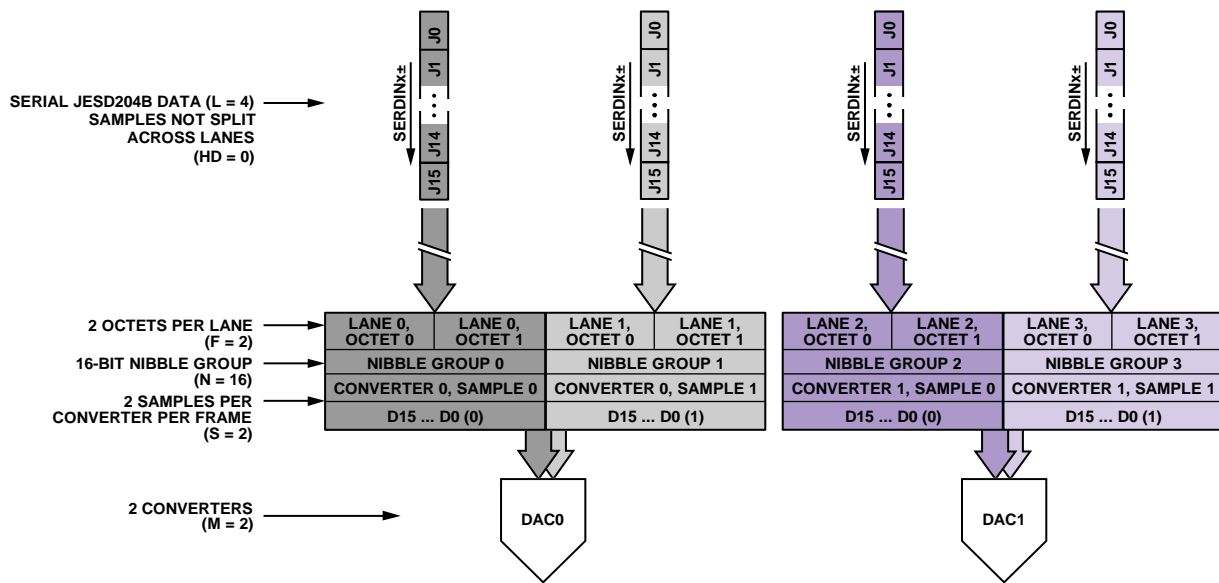 SERIAL JESD204B DATA (L = 4)
SAMPLES NOT SPLIT
ACROSS LANES
(HD = 0)
SERDINx±
J0
J1
...
J14
J15
SERDINx±
J0
J1
...
J14
J15
SERDINx±
J0
J1
...
J14
J15
SERDINx±
J0
J1
...
J14
J15
2 OCTETS PER LANE
(F = 2)
LANE 0,
OCTET 0
LANE 0,
OCTET 1
LANE 1,
OCTET 0
LANE 1,
OCTET 1
LANE 2,
OCTET 0
LANE 2,
OCTET 1
LANE 3,
OCTET 0
LANE 3,
OCTET 1
16-BIT NIBBLE GROUP
(N = 16)
NIBBLE GROUP 0
NIBBLE GROUP 1
NIBBLE GROUP 2
NIBBLE GROUP 3
2 SAMPLES PER
CONVERTER PER FRAME
(S = 2)
CONVERTER 0, SAMPLE 0
CONVERTER 0, SAMPLE 1
CONVERTER 1, SAMPLE 0
CONVERTER 1, SAMPLE 1
D15 ... D0 (0)
D15 ... D0 (1)
D15 ... D0 (0)
D15 ... D0 (1)
2 CONVERTERS
(M = 2)
DAC0
DAC1